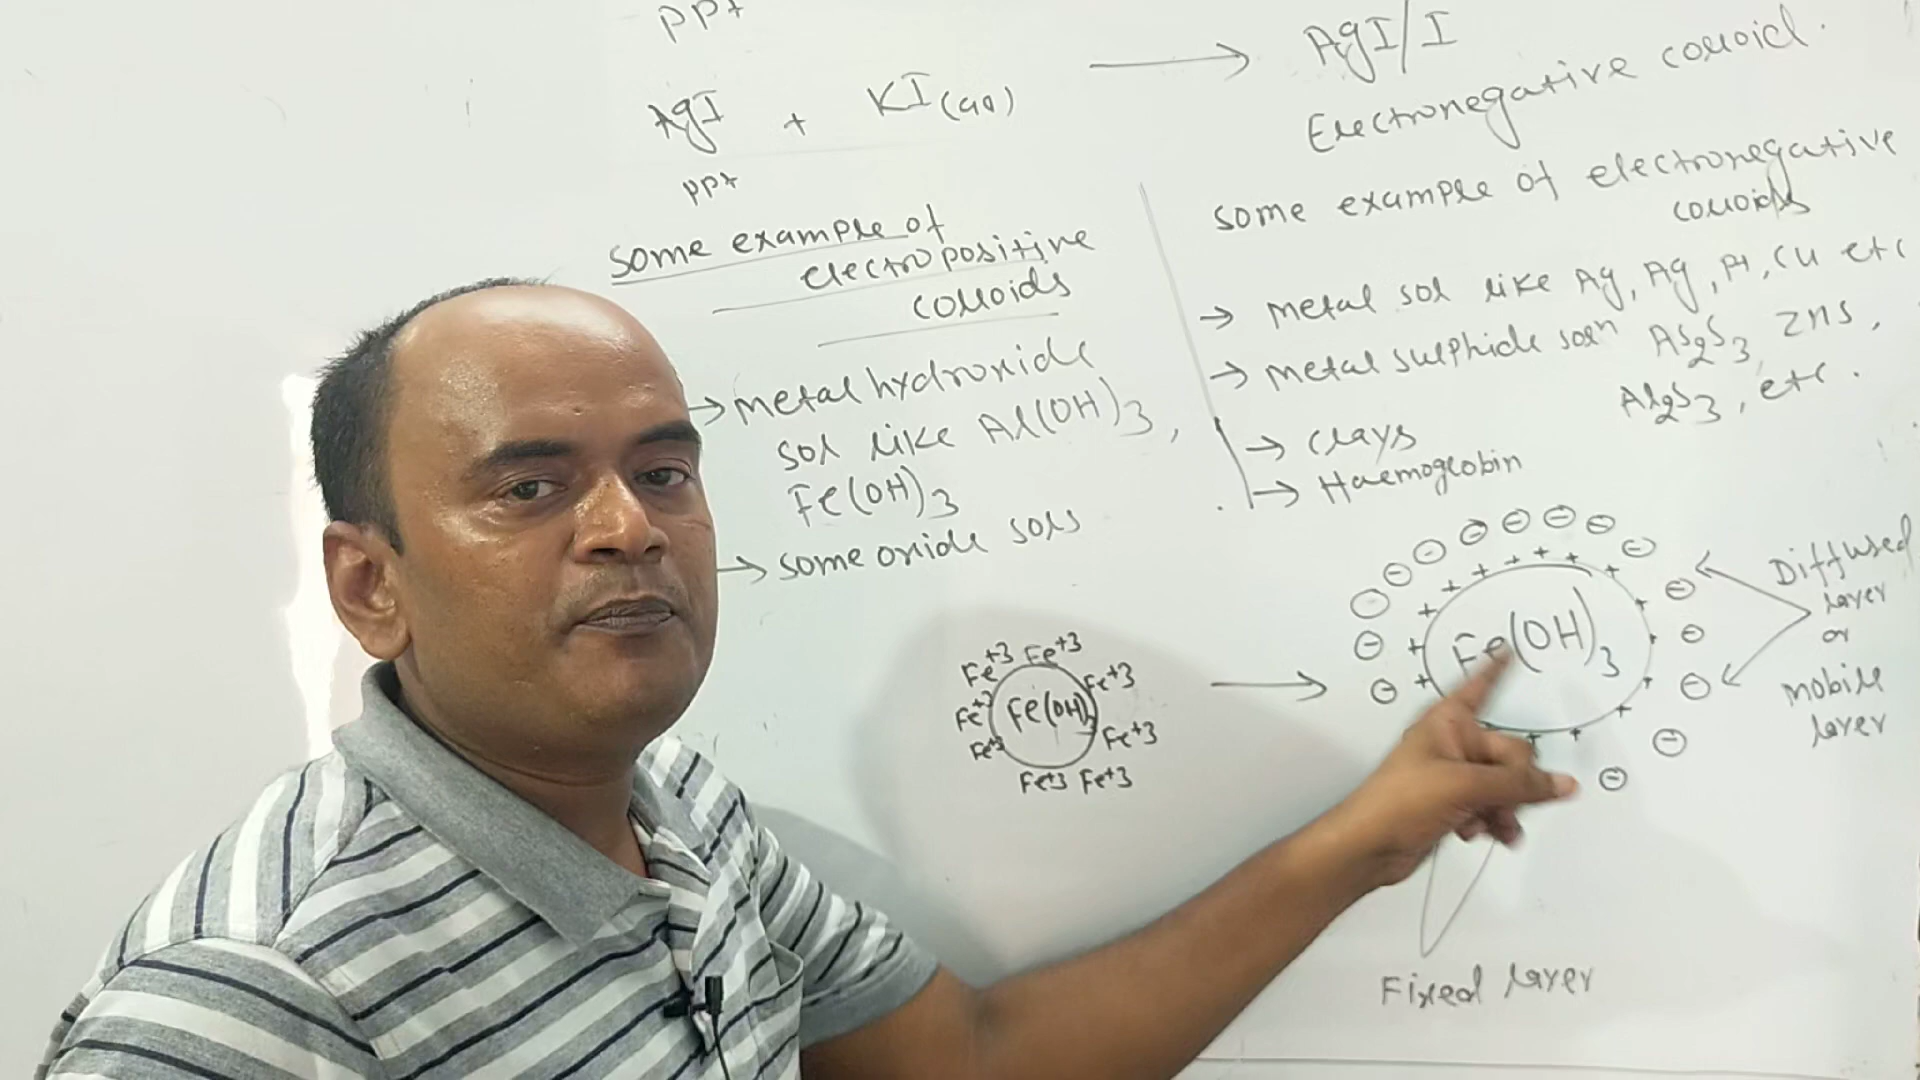 ppt
AgI + KI(aq) → AgI/I
ppt
Electronegative colloid.
some example of
electropositive
colloids
→ metal hydroxide
sol like Al(OH)3,
Fe(OH)3
→ some oxide sols
some example of electronegative
colloids
→ metal sol like Ag, Ag, Pt, Cu etc
→ metal sulphide soln As2S3, ZnS,
Al2S3, etc.
→ clays
→ Haemoglobin
Fe+3 Fe+3
Fe+3 Fe+3
Fe+3 Fe+3
Fe+3 Fe+3
Fe(OH)3
→
Fe(OH)3
+ + + + + + + + + + + + + + +
⊖ ⊖ ⊖ ⊖ ⊖ ⊖ ⊖ ⊖ ⊖ ⊖ ⊖ ⊖ ⊖ ⊖ ⊖
Diffused
layer
or
mobile
layer
Fixed layer